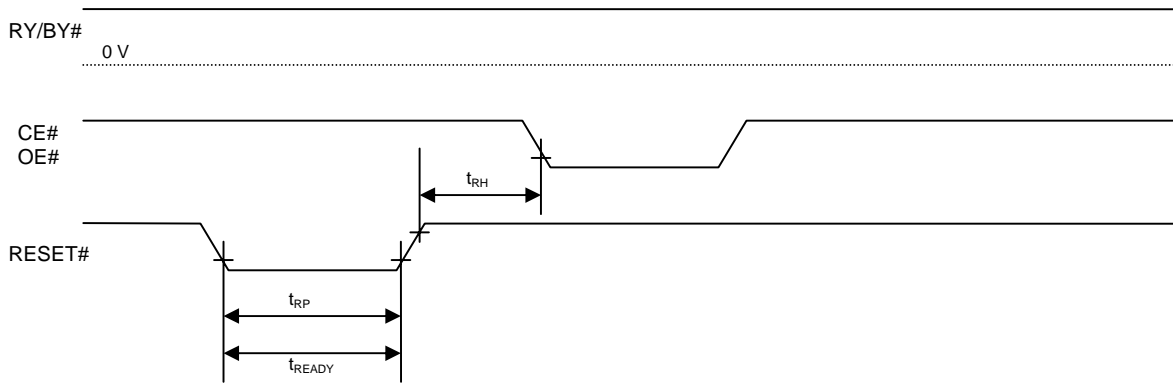 RY/BY#
0 V
CE#
OE#
tRH
RESET#
tRP
tREADY